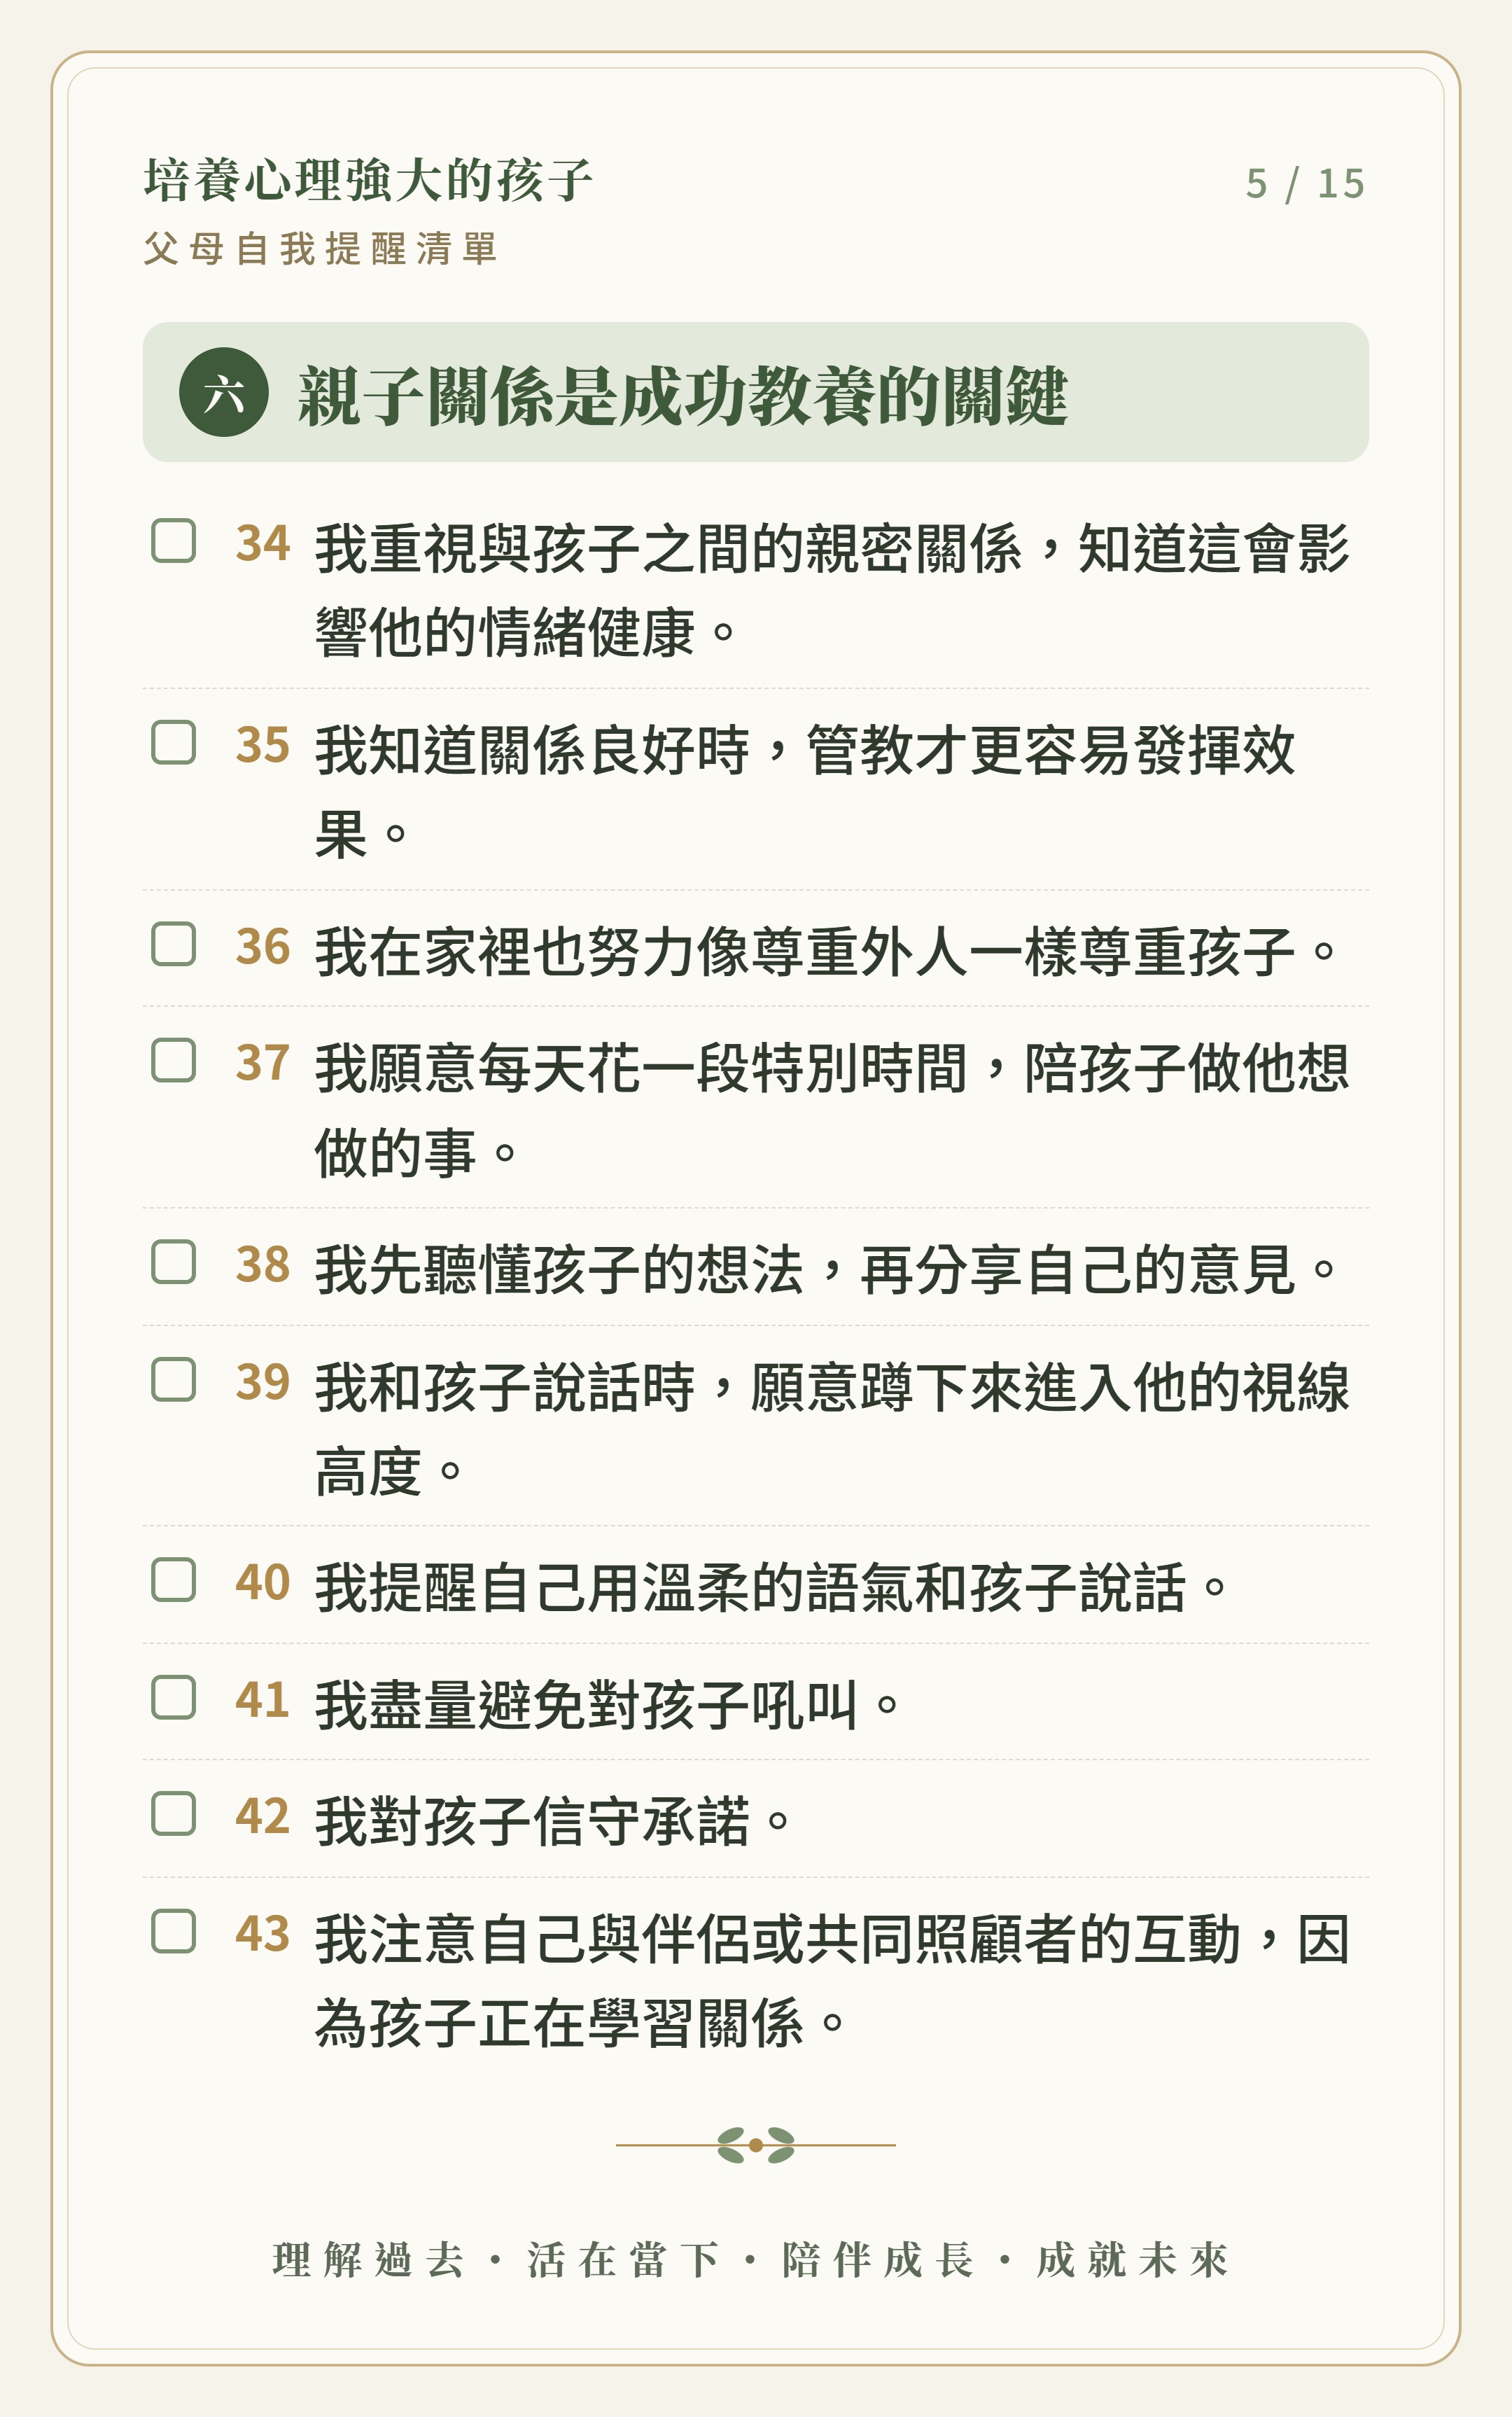 培養心理強大的孩子
5 / 15
父母自我提醒清單
六 親子關係是成功教養的關鍵
34 我重視與孩子之間的親密關係，知道這會影
響他的情緒健康。
35 我知道關係良好時，管教才更容易發揮效
果。
36 我在家裡也努力像尊重外人一樣尊重孩子。
37 我願意每天花一段特別時間，陪孩子做他想
做的事。
38 我先聽懂孩子的想法，再分享自己的意見。
39 我和孩子說話時，願意蹲下來進入他的視線
高度。
40 我提醒自己用溫柔的語氣和孩子說話。
41 我盡量避免對孩子吼叫。
42 我對孩子信守承諾。
43 我注意自己與伴侶或共同照顧者的互動，因
為孩子正在學習關係。
理解過去・活在當下・陪伴成長・成就未來